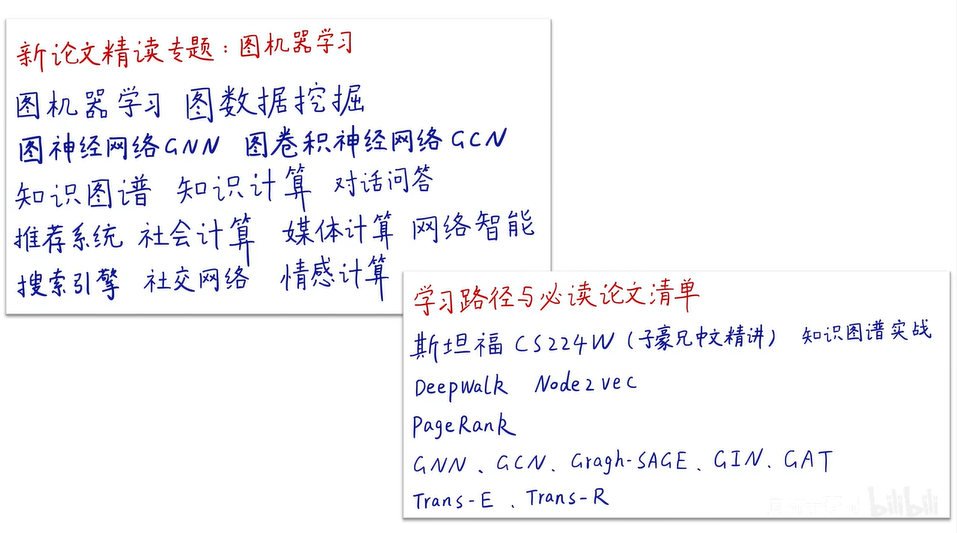 新论文精读专题：图机器学习
图机器学习 图数据挖掘
图神经网络GNN 图卷积神经网络GCN
知识图谱 知识计算 对话问答
推荐系统 社会计算 媒体计算 网络智能
搜索引擎 社交网络 情感计算
学习路径与必读论文清单
斯坦福CS224W（子豪兄中文精讲） 知识图谱实战
DeepWalk Node2vec
PageRank
GNN、GCN、Gragh-SAGE、GIN、GAT
Trans-E、Trans-R
bilibili